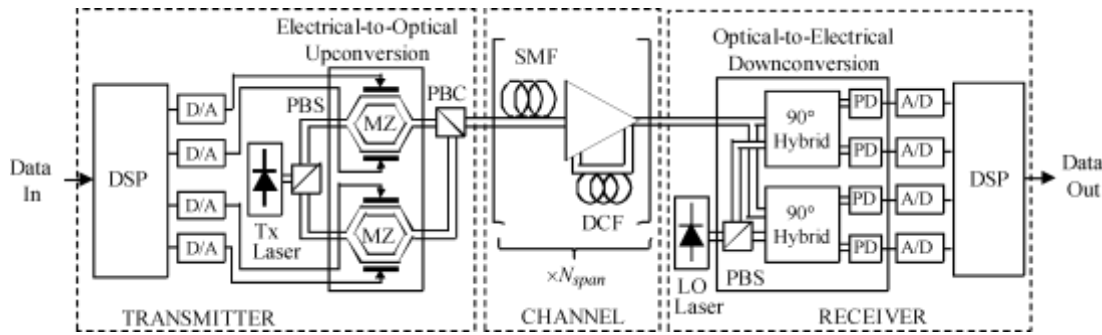 Electrical-to-Optical
Upconversion
Data
In
DSP
D/A
D/A
D/A
D/A
PBS
Tx
Laser
MZ
MZ
PBC
TRANSMITTER
SMF
DCF
×N_span
CHANNEL
Optical-to-Electrical
Downconversion
90°
Hybrid
90°
Hybrid
PD
PD
PD
PD
A/D
A/D
A/D
A/D
LO
Laser
PBS
DSP
Data
Out
RECEIVER